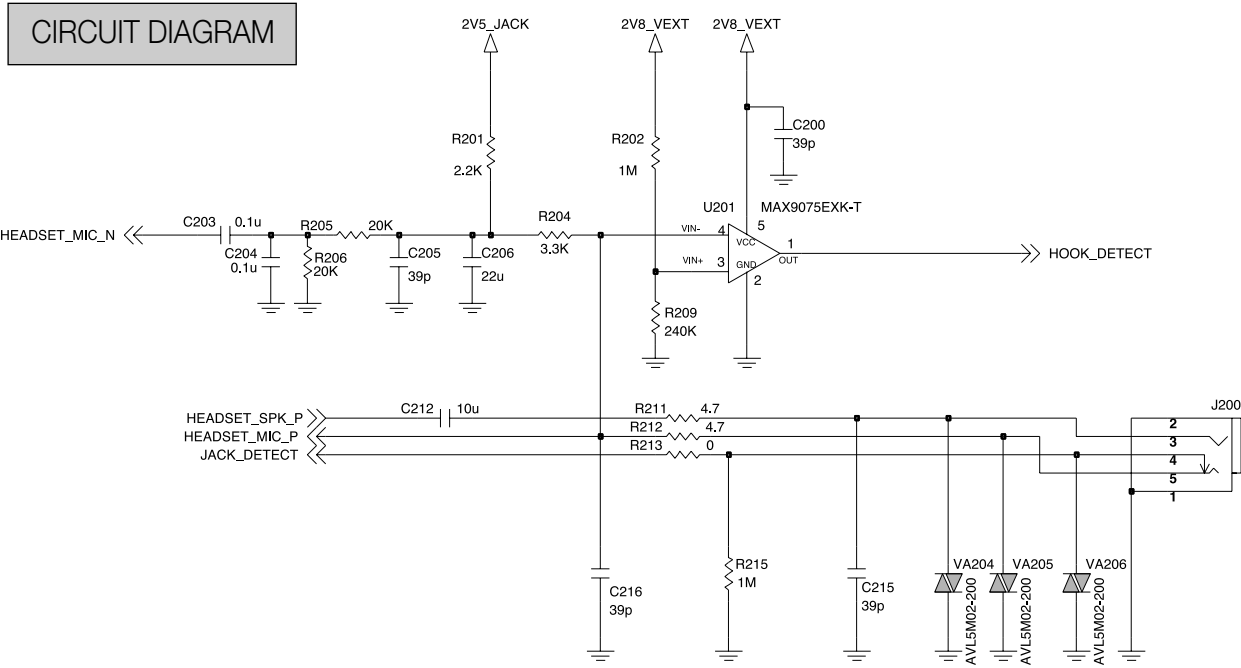 CIRCUIT DIAGRAM
2V5_JACK
2V8_VEXT
2V8_VEXT
R201
2.2K
R202
1M
C200
39p
U201
MAX9075EXK-T
HEADSET_MIC_N
C203
0.1u
C204
0.1u
R205
20K
R206
20K
C205
39p
C206
22u
R204
3.3K
VIN-
4
VIN+
3
5
VCC
GND
2
1
OUT
HOOK_DETECT
R209
240K
HEADSET_SPK_P
HEADSET_MIC_P
JACK_DETECT
C212
10u
R211
4.7
R212
4.7
R213
0
J200
2
3
4
5
1
C216
39p
R215
1M
C215
39p
VA204
AVL5M02-200
VA205
AVL5M02-200
VA206
AVL5M02-200